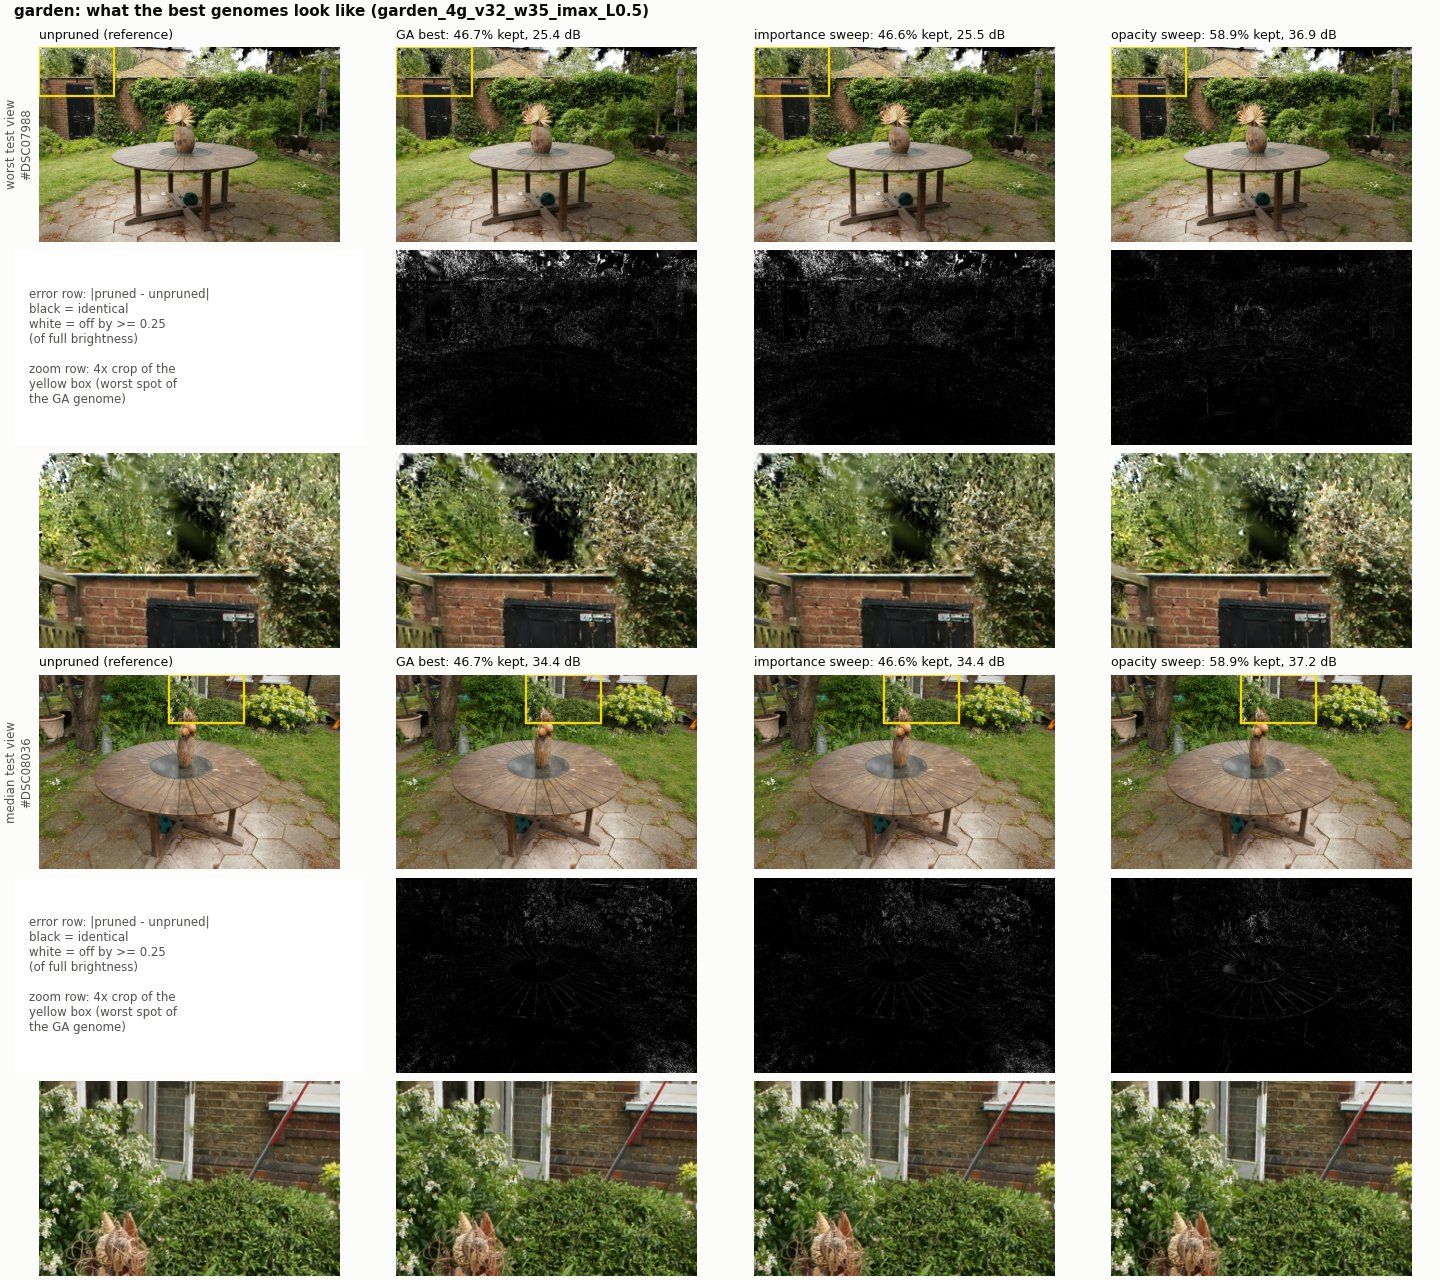 garden: what the best genomes look like (garden_4g_v32_w35_imax_L0.5)
unpruned (reference)
GA best: 46.7% kept, 25.4 dB
importance sweep: 46.6% kept, 25.5 dB
opacity sweep: 58.9% kept, 36.9 dB
worst test view
#DSC07988
error row: |pruned - unpruned|
black = identical
white = off by >= 0.25
(of full brightness)
zoom row: 4x crop of the
yellow box (worst spot of
the GA genome)
unpruned (reference)
GA best: 46.7% kept, 34.4 dB
importance sweep: 46.6% kept, 34.4 dB
opacity sweep: 58.9% kept, 37.2 dB
median test view
#DSC08036
error row: |pruned - unpruned|
black = identical
white = off by >= 0.25
(of full brightness)
zoom row: 4x crop of the
yellow box (worst spot of
the GA genome)